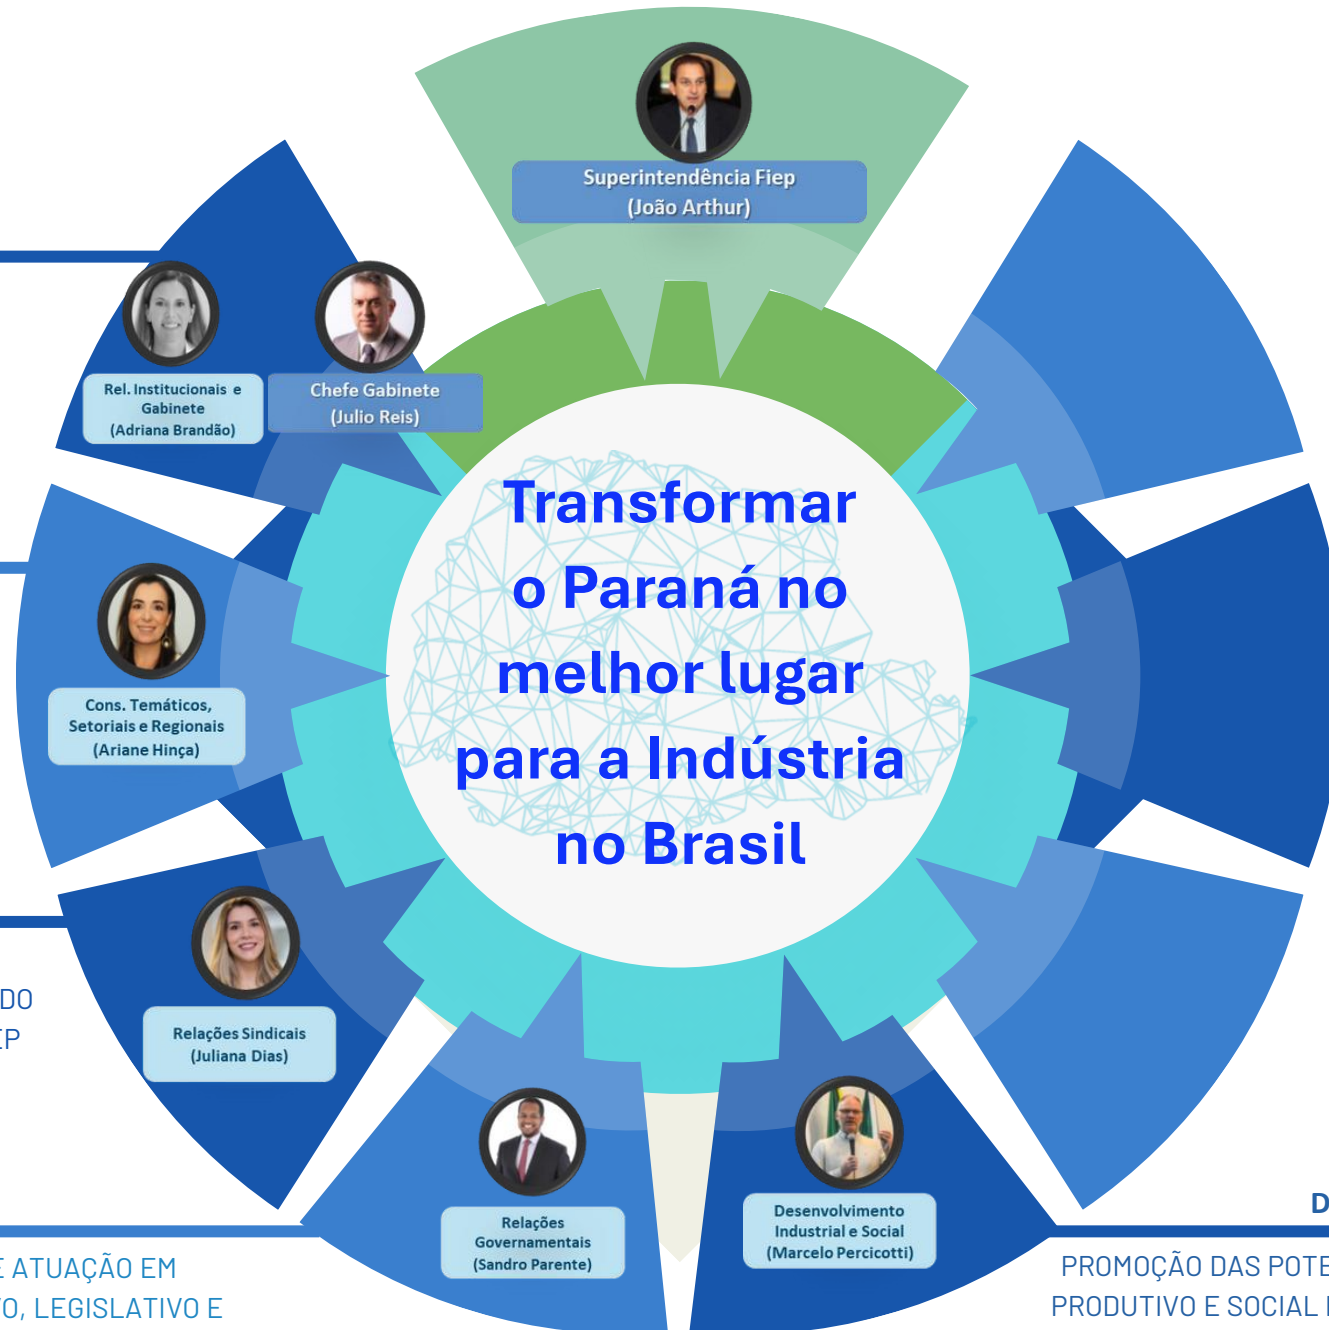 Superintendência Fiep
(João Arthur)
Rel. Institucionais e
Gabinete
(Adriana Brandão)
Chefe Gabinete
(Julio Reis)
Transformar
o Paraná no
melhor lugar
para a Indústria
no Brasil
Cons. Temáticos,
Setoriais e Regionais
(Ariane Hinça)
Relações Sindicais
(Juliana Dias)
Relações
Governamentais
(Sandro Parente)
Desenvolvimento
Industrial e Social
(Marcelo Percicotti)
DO
EP
E ATUAÇÃO EM
O, LEGISLATIVO E
D
PROMOÇÃO DAS POTE
PRODUTIVO E SOCIAL